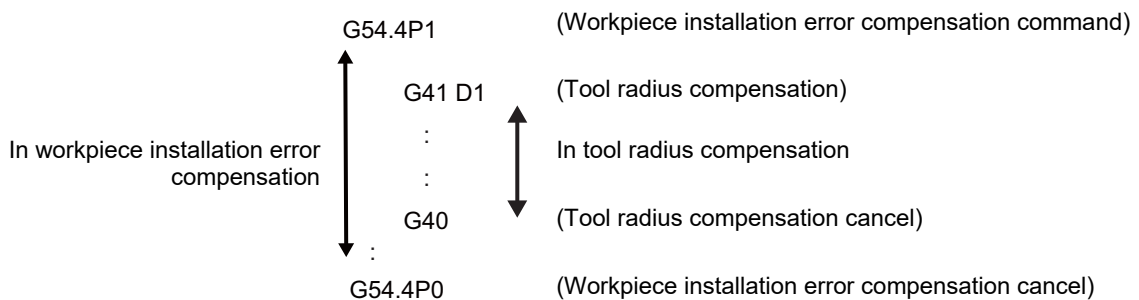 G54.4P1 (Workpiece installation error compensation command)
G41 D1 (Tool radius compensation)
:
In workpiece installation error
compensation
In tool radius compensation
:
G40 (Tool radius compensation cancel)
:
G54.4P0 (Workpiece installation error compensation cancel)